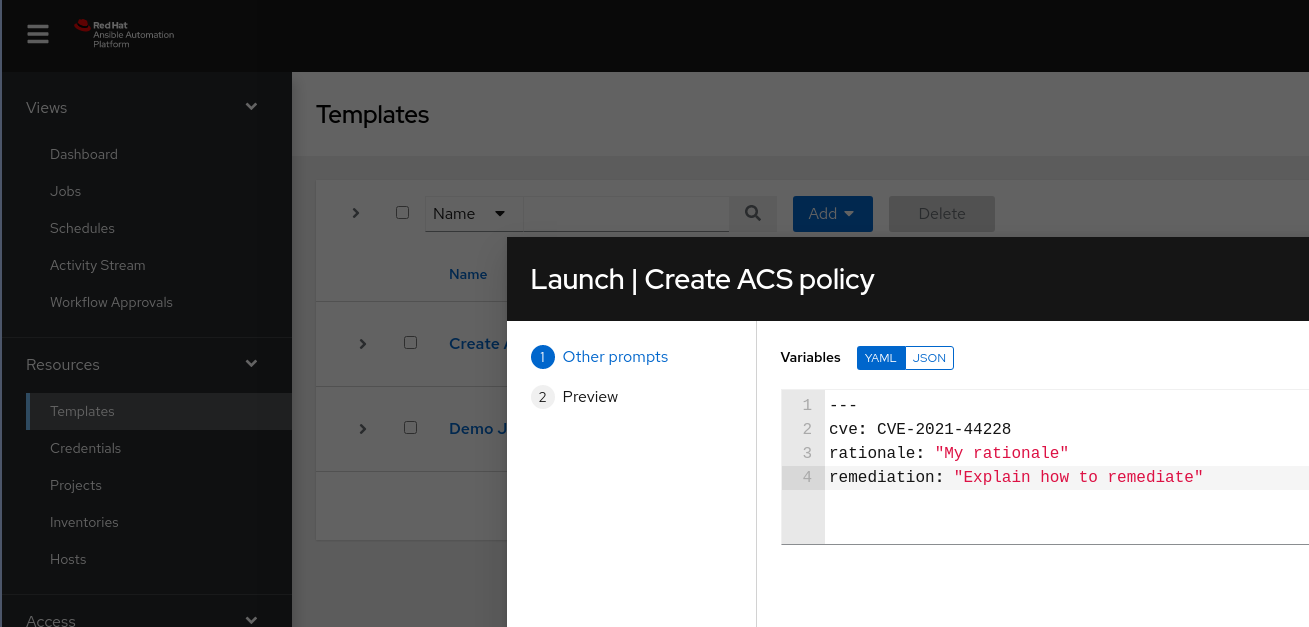 Red Hat
Ansible Automation
Platform
Views
Dashboard
Jobs
Schedules
Activity Stream
Workflow Approvals
Resources
Templates
Credentials
Projects
Inventories
Hosts
Access
Templates
Name
Add
Delete
Name
Create A
Demo J
Launch | Create ACS policy
1 Other prompts
2 Preview
Variables YAML JSON
1 ---
2 cve: CVE-2021-44228
3 rationale: "My rationale"
4 remediation: "Explain how to remediate"